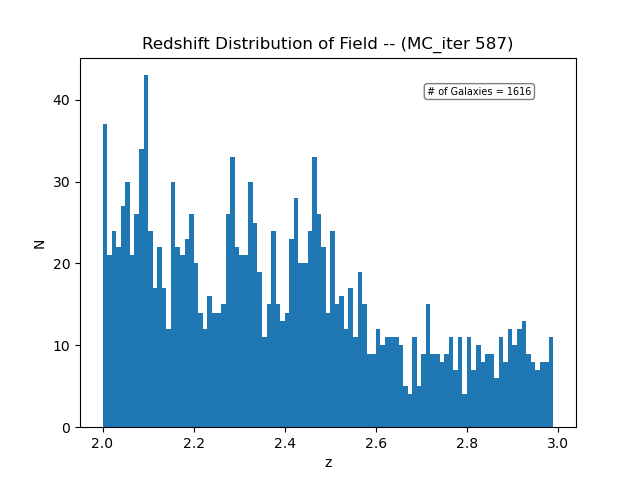 Redshift Distribution of Field -- (MC_iter 587)
# of Galaxies = 1616
40
30
20
10
0
N
2.0 2.2 2.4 2.6 2.8 3.0
z